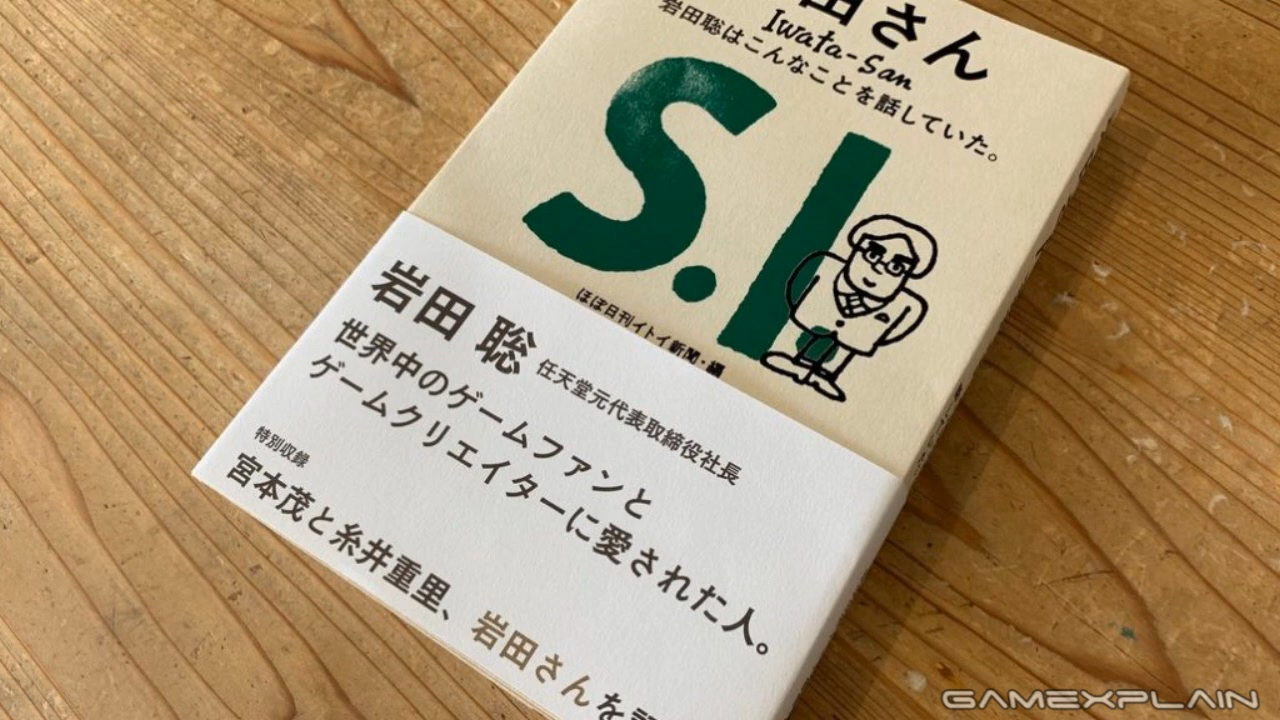 田さん
Iwata-San
岩田聡はこんなことを話していた。
S.I.
ほぼ日刊イトイ新聞・編
岩田 聡 任天堂元代表取締役社長
世界中のゲームファンと
ゲームクリエイターに愛された人。
特別収録
宮本茂と糸井重里、岩田さんを
GAMEXPLAIN